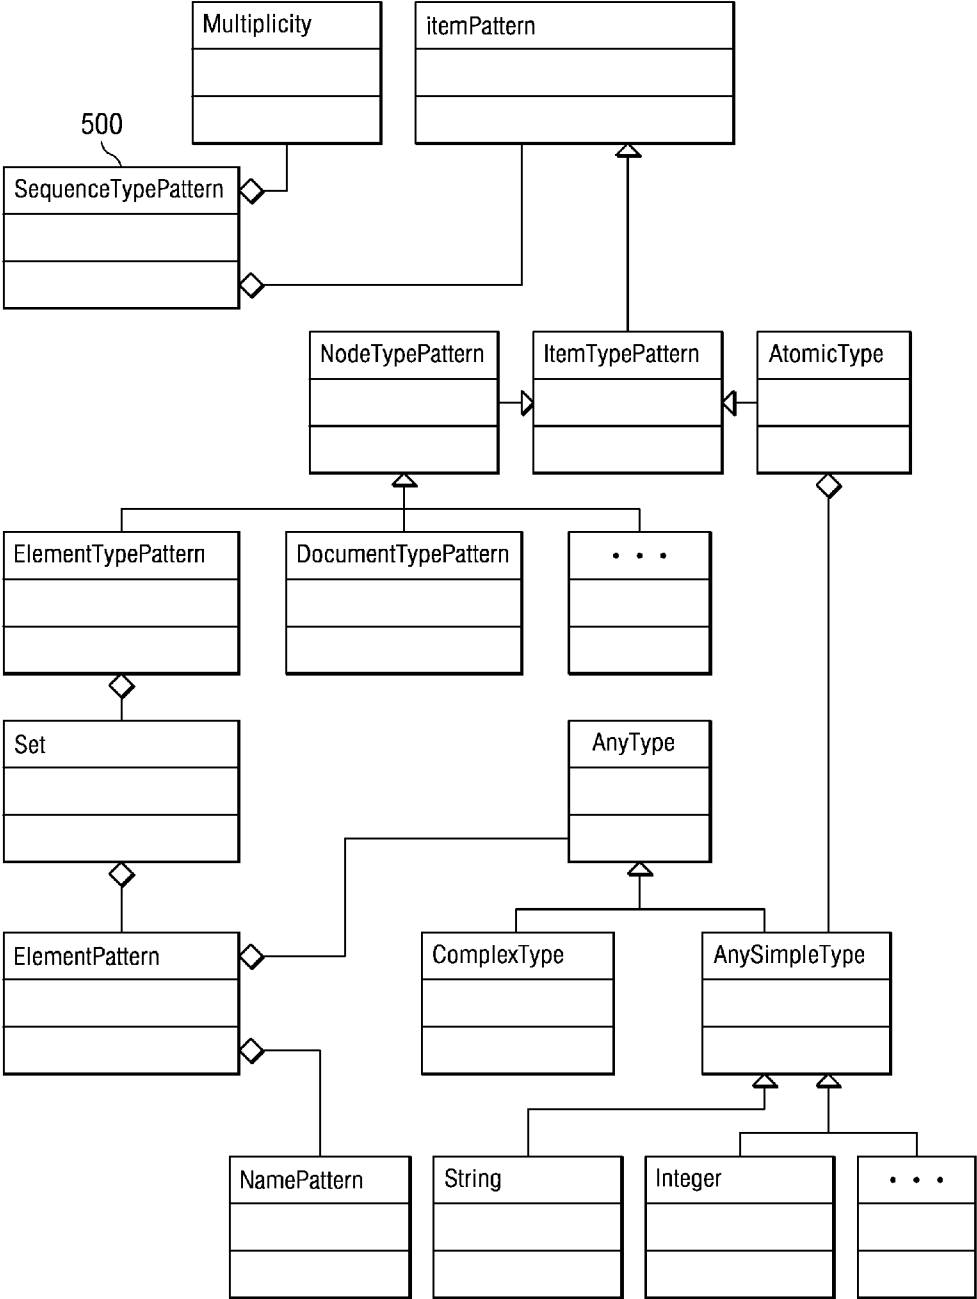 Multiplicity
itemPattern
500
SequenceTypePattern
NodeTypePattern
ItemTypePattern
AtomicType
ElementTypePattern
DocumentTypePattern
• • •
Set
AnyType
ElementPattern
ComplexType
AnySimpleType
NamePattern
String
Integer
• • •